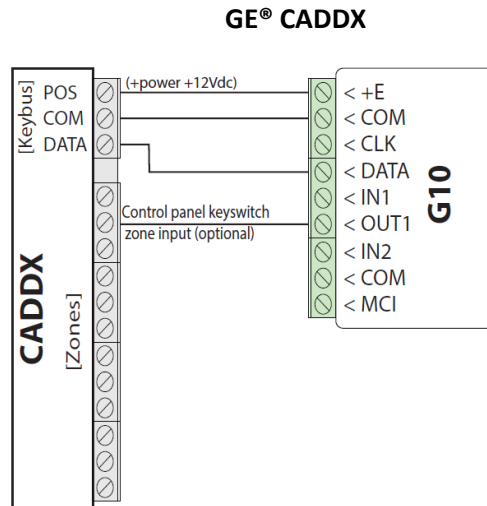 GE® CADDX
[Keybus]
POS
COM
DATA
(+power +12Vdc)
Control panel keyswitch
zone input (optional)
CADDX
[Zones]
< +E
< COM
< CLK
< DATA
< IN1
< OUT1
< IN2
< COM
< MCI
G10